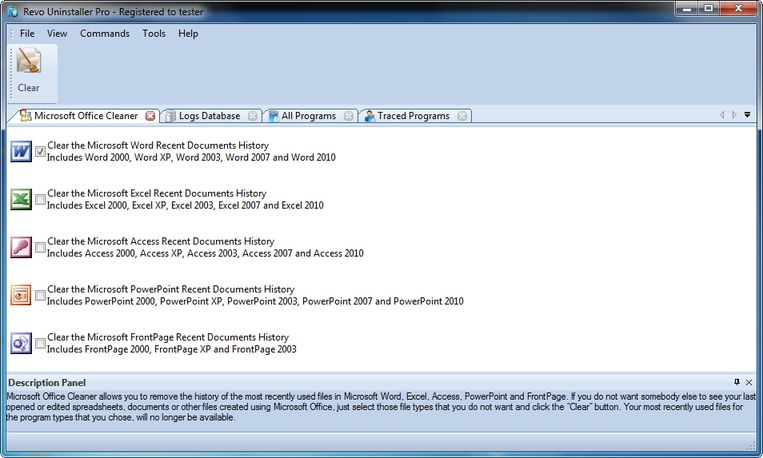 Revo Uninstaller Pro - Registered to tester
File View Commands Tools Help
Clear
Microsoft Office Cleaner Logs Database All Programs Traced Programs
Clear the Microsoft Word Recent Documents History
Includes Word 2000, Word XP, Word 2003, Word 2007 and Word 2010
Clear the Microsoft Excel Recent Documents History
Includes Excel 2000, Excel XP, Excel 2003, Excel 2007 and Excel 2010
Clear the Microsoft Access Recent Documents History
Includes Access 2000, Access XP, Access 2003, Access 2007 and Access 2010
Clear the Microsoft PowerPoint Recent Documents History
Includes PowerPoint 2000, PowerPoint XP, PowerPoint 2003, PowerPoint 2007 and PowerPoint 2010
Clear the Microsoft FrontPage Recent Documents History
Includes FrontPage 2000, FrontPage XP and FrontPage 2003
Description Panel
Microsoft Office Cleaner allows you to remove the history of the most recently used files in Microsoft Word, Excel, Access, PowerPoint and FrontPage. If you do not want somebody else to see your last
opened or edited spreadsheets, documents or other files created using Microsoft Office, just select those file types that you do not want and click the "Clear" button. Your most recently used files for
the program types that you chose, will no longer be available.